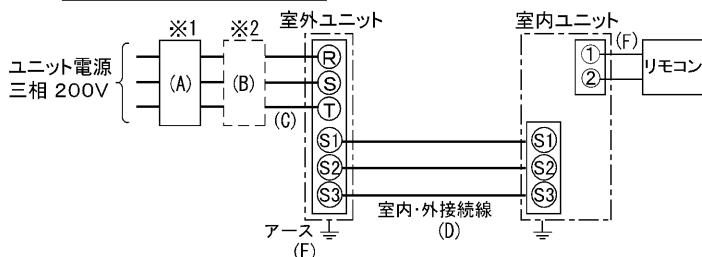 ※1 ※2 室外ユニット 室内ユニット
ユニット電源
三相 200V
(A) (B) (C)
R
S
T
S1
S2
S3
室内・外接続線
(D)
アース
(E)
① (F)
②
リモコン
S1
S2
S3